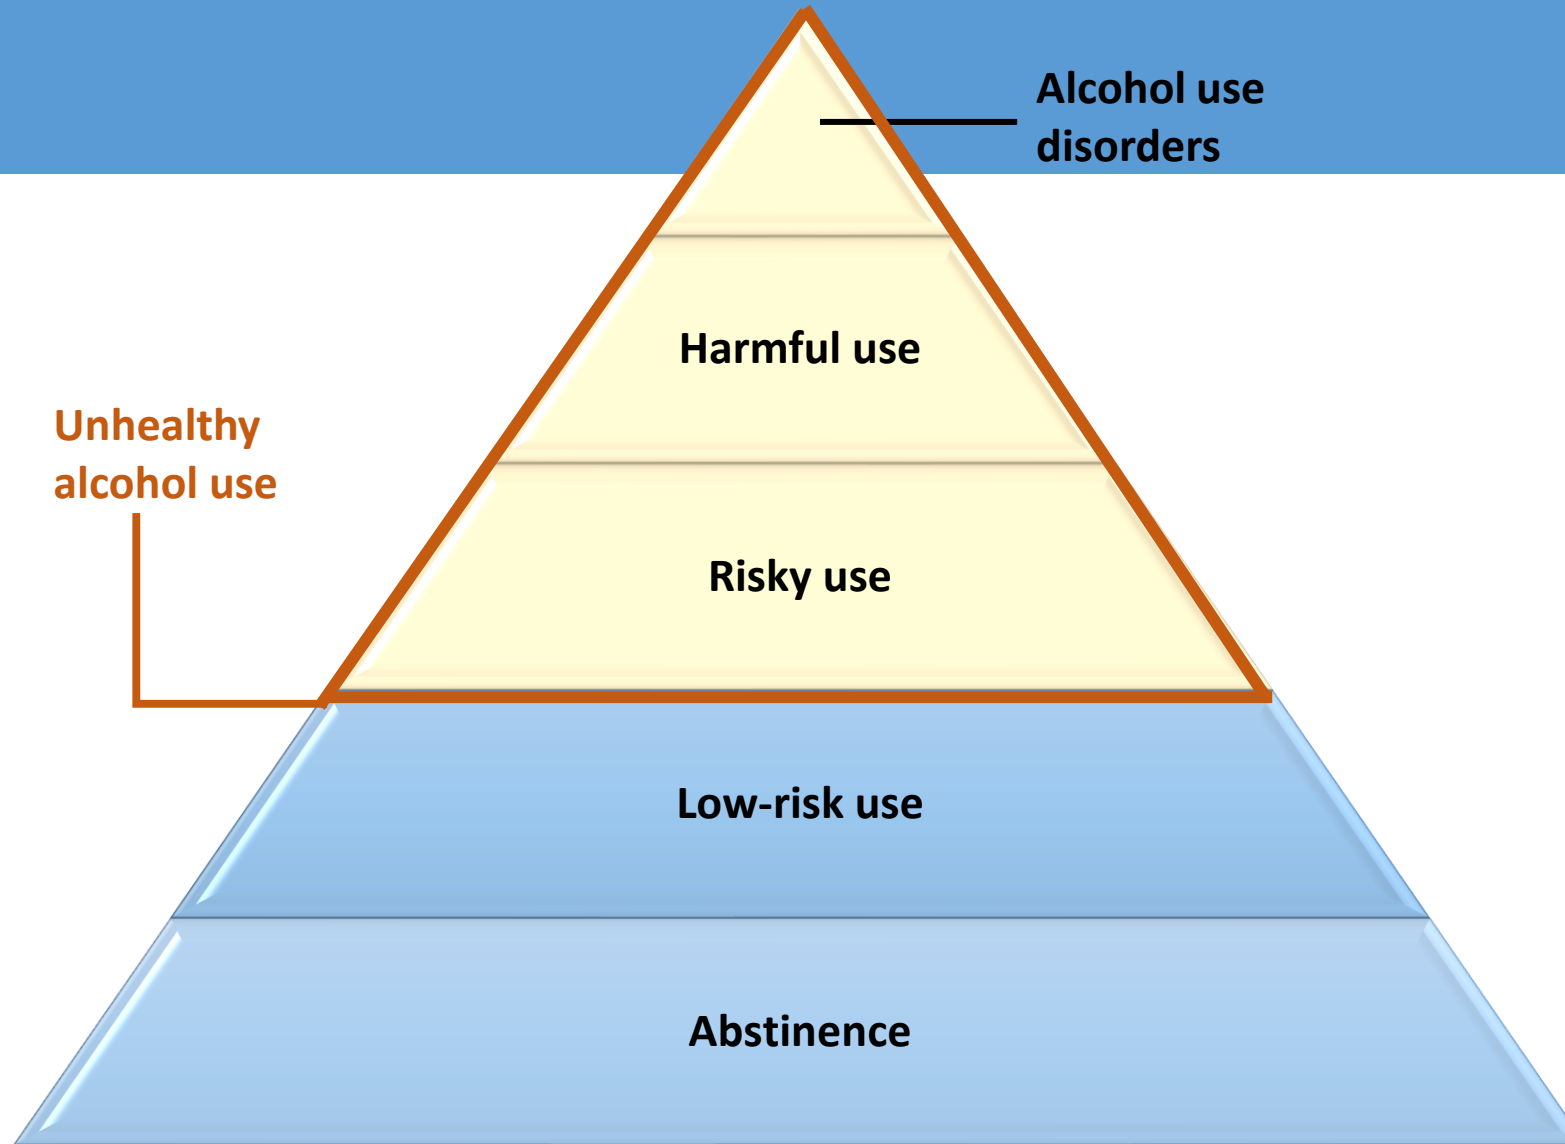 Alcohol use
disorders
Harmful use
Unhealthy
alcohol use
Risky use
Low-risk use
Abstinence